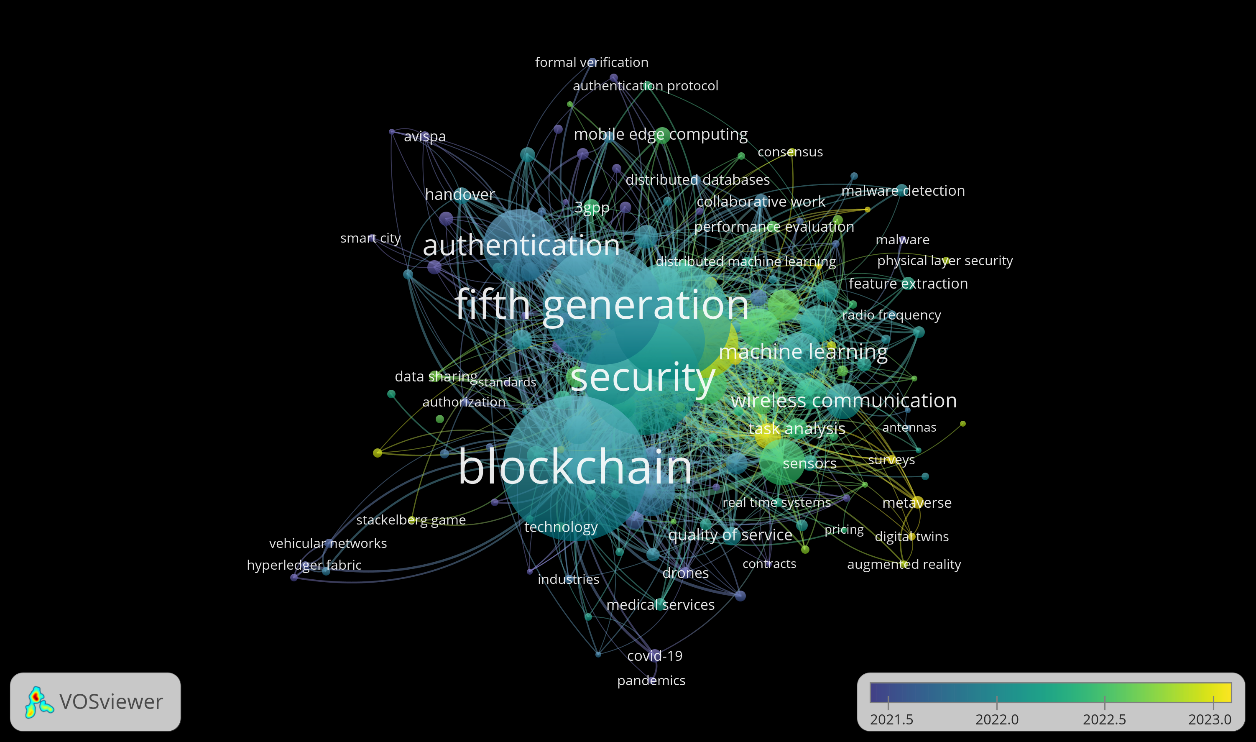 formal verification
authentication protocol
avispa
mobile edge computing
consensus
distributed databases
malware detection
handover
collaborative work
3gpp
performance evaluation
smart city
authentication
malware
distributed machine learning
physical layer security
feature extraction
fifth generation
radio frequency
machine learning
data sharing
standards
security
authorization
wireless communication
task analysis
antennas
blockchain
sensors
surveys
real time systems
metaverse
stackelberg game
technology
quality of service
pricing
digital twins
vehicular networks
hyperledger fabric
industries
drones
contracts
augmented reality
medical services
covid-19
pandemics
VOSviewer
2021.5 2022.0 2022.5 2023.0